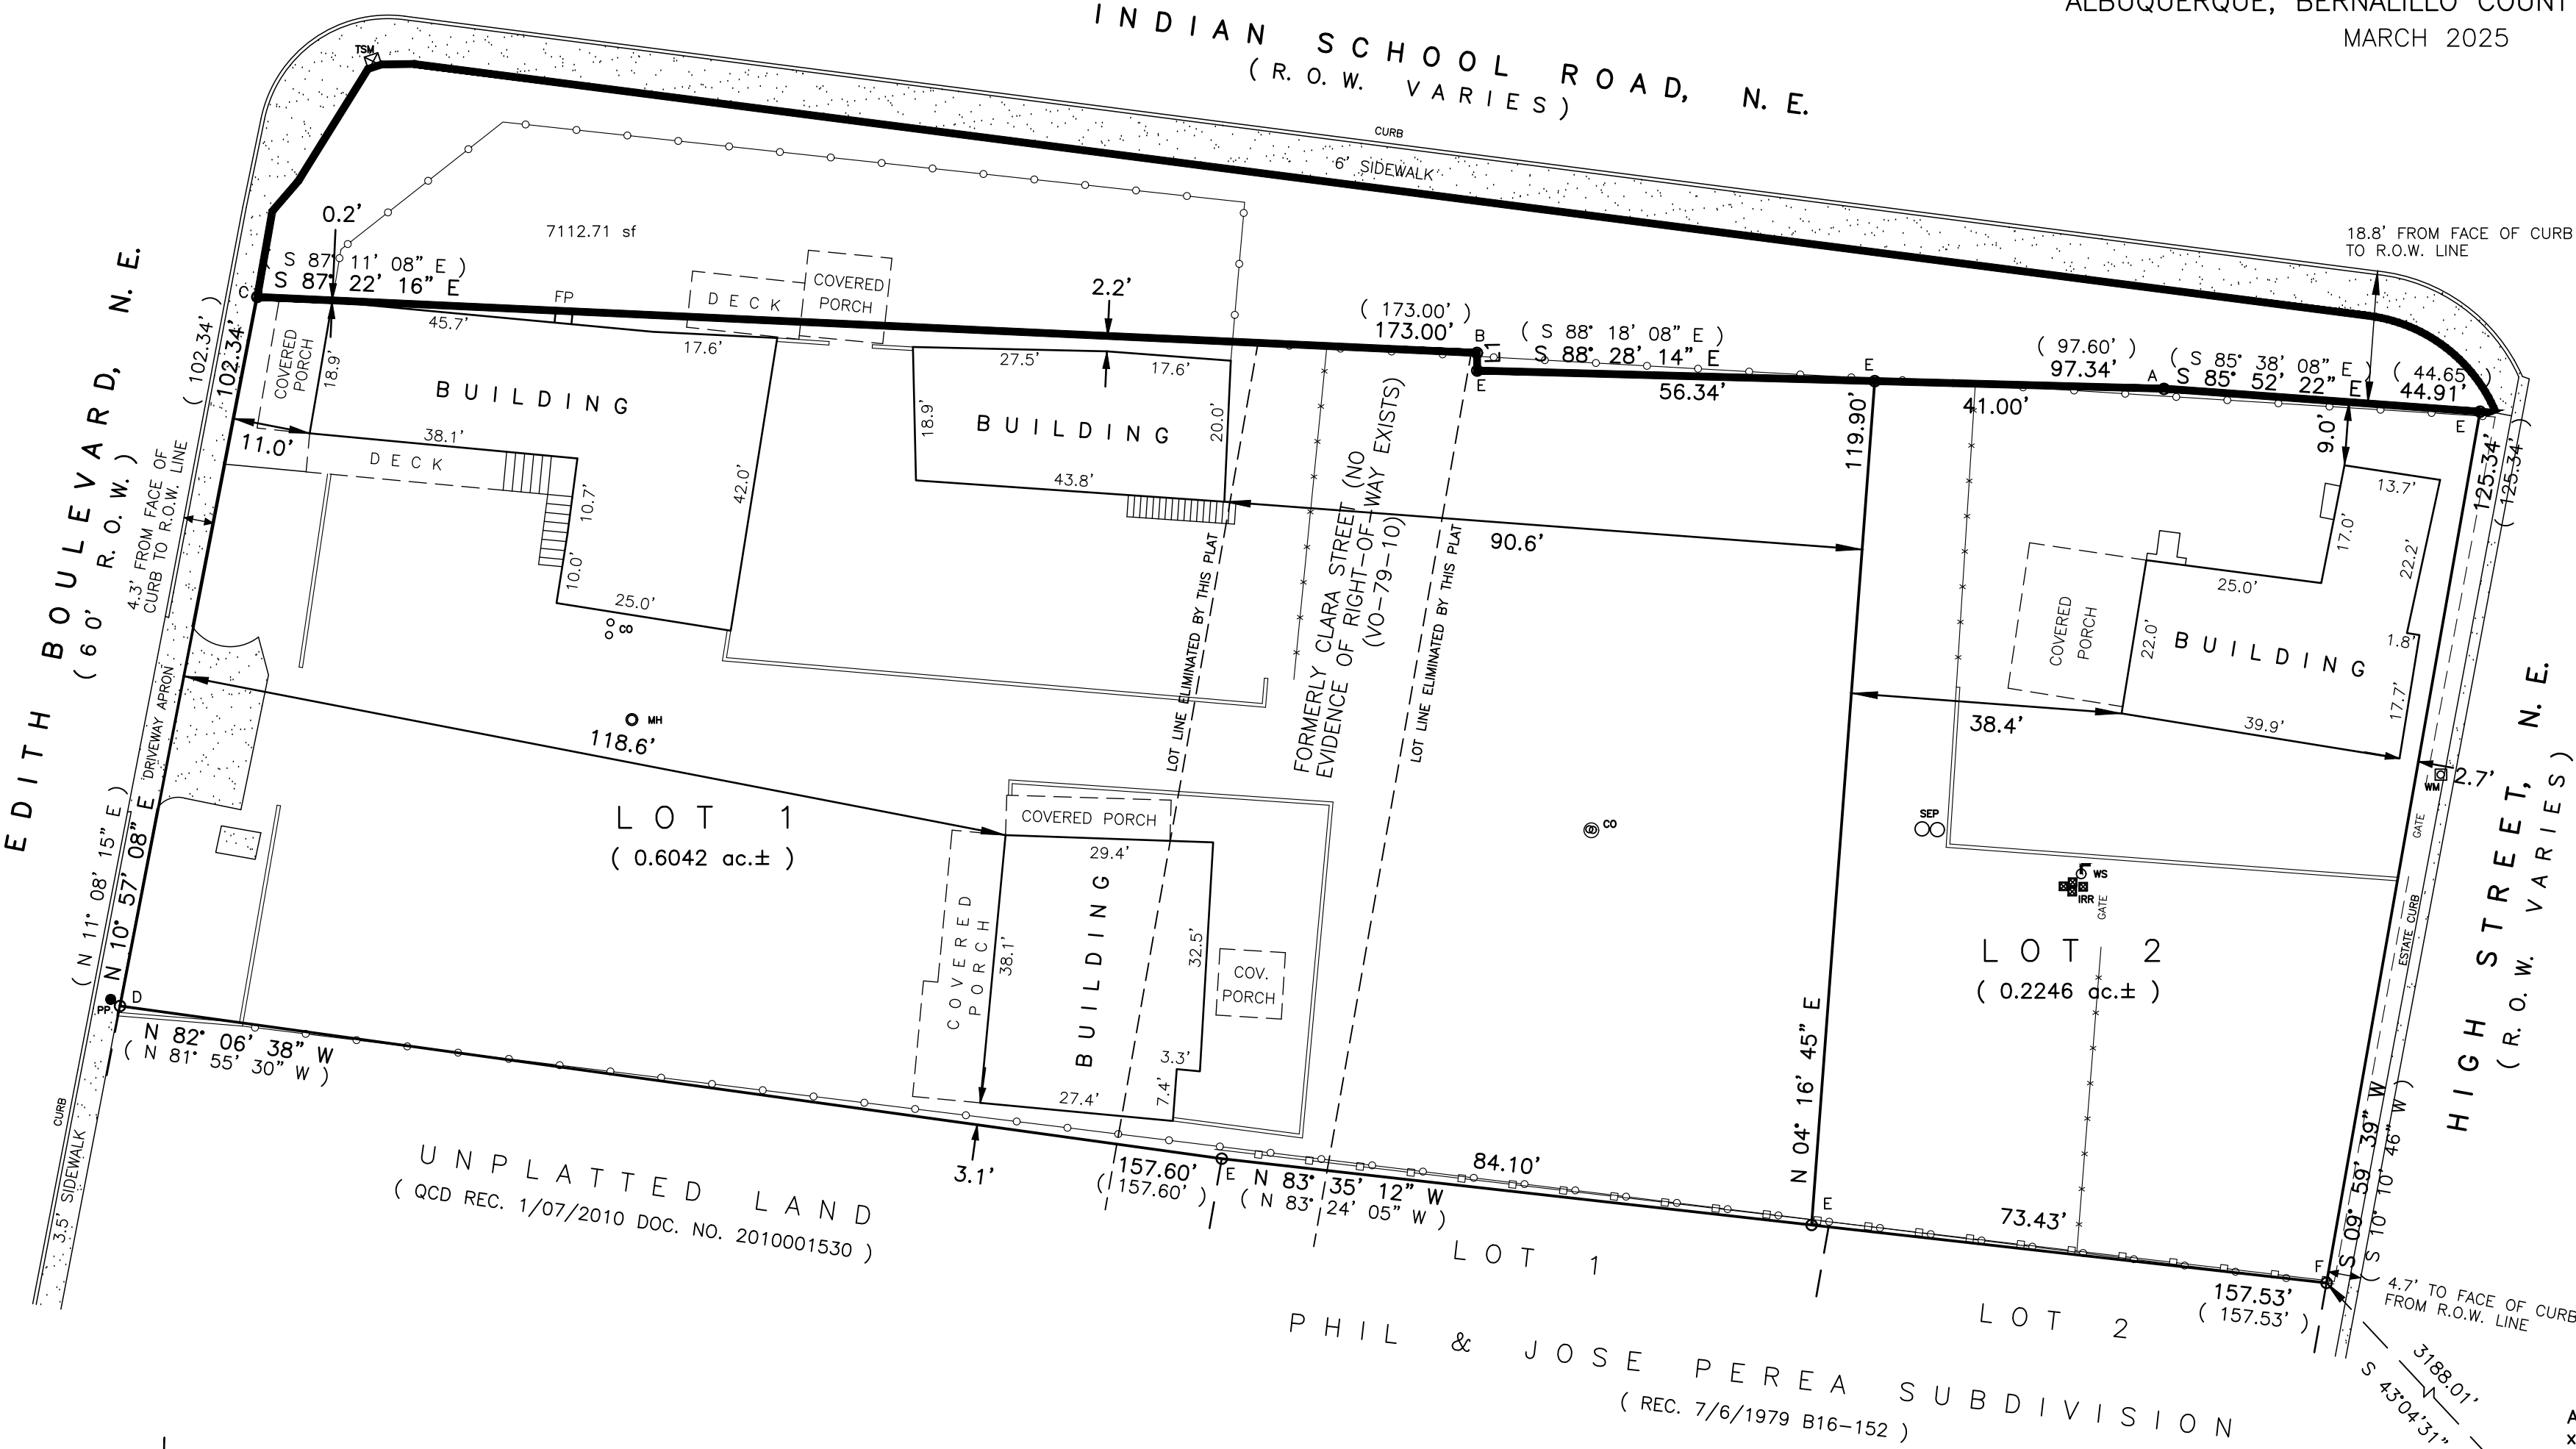 ALBUQUERQUE, BERNALILLO COUNT
MARCH 2025
INDIAN SCHOOL ROAD, N. E.
( R. O. W. VARIES )
TSM
CURB
6' SIDEWALK
18.8' FROM FACE OF CURB
TO R.O.W. LINE
0.2'
7112.71 sf
( S 87° 11' 08" E )
S 87° 22' 16" E
C
FP
DECK
COVERED
PORCH
2.2'
( 173.00' )
173.00'
B
L1
E
( S 88° 18' 08" E )
S 88° 28' 14" E
56.34'
E
( 97.60' )
97.34'
A
( S 85° 38' 08" E )
S 85° 52' 22" E
( 44.65 )
44.91'
41.00'
E
EDITH BOULEVARD, N. E.
( 60' R. O. W. )
( 102.34' )
102.34'
4.3' FROM FACE OF
CURB TO R.O.W. LINE
11.0'
COVERED
PORCH
18.9'
45.7'
17.6'
BUILDING
38.1'
DECK
10.7'
10.0'
25.0'
42.0'
CO
27.5'
17.6'
18.9'
BUILDING
20.0'
43.8'
90.6'
119.90'
LOT LINE ELIMINATED BY THIS PLAT
FORMERLY CLARA STREET (NO
EVIDENCE OF RIGHT-OF-WAY EXISTS)
(VO-79-10)
LOT LINE ELIMINATED BY THIS PLAT
9.0'
13.7'
17.0'
22.2'
25.0'
COVERED
PORCH
22.0'
BUILDING
1.8'
17.7'
39.9'
38.4'
125.34'
( 125.34' )
2.7'
WM
GATE
HIGH STREET, N. E.
( R. O. W. VARIES )
DRIVEWAY APRON
MH
118.6'
LOT 1
( 0.6042 ac.± )
COVERED PORCH
29.4'
COVERED
PORCH
38.1'
BUILDING
32.5'
COV.
PORCH
3.3'
7.4'
27.4'
CO
SEP
WS
IRR
GATE
LOT 2
( 0.2246 ac.± )
ESTATE CURB
( N 11° 08' 15" E )
N 10° 57' 08" E
PP
D
N 82° 06' 38" W
( N 81° 55' 30" W )
CURB
3.5' SIDEWALK
UNPLATTED LAND
( QCD REC. 1/07/2010 DOC. NO. 2010001530 )
3.1'
157.60'
( 157.60' )
E
N 83° 35' 12" W
( N 83° 24' 05" W )
84.10'
N 04° 16' 45" E
E
73.43'
F
157.53'
( 157.53' )
S 09° 59' 39" W
( S 10° 10' 46" W )
4.7' TO FACE OF CURB
FROM R.O.W. LINE
LOT 1
LOT 2
PHIL & JOSE PEREA SUBDIVISION
( REC. 7/6/1979 B16-152 )
3188.01'
S 43°04'31"